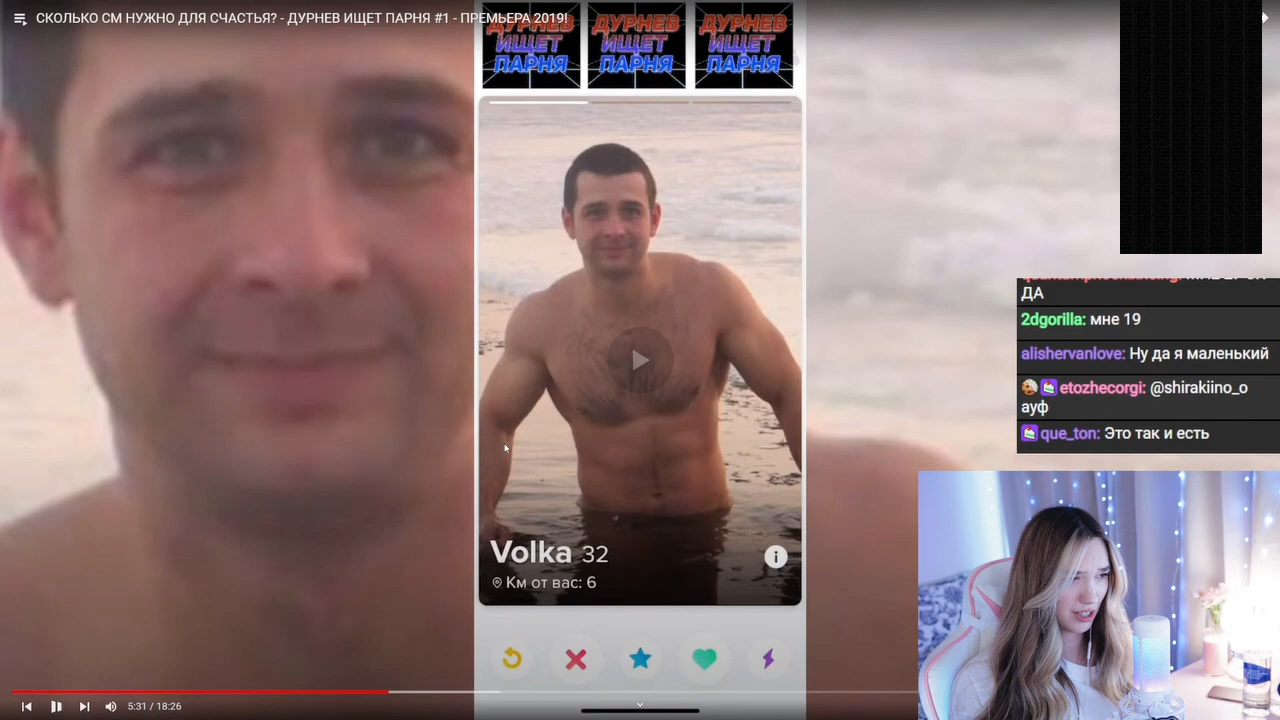 СКОЛЬКО СМ НУЖНО ДЛЯ СЧАСТЬЯ? - ДУРНЕВ ИЩЕТ ПАРНЯ #1 - ПРЕМЬЕРА 2019!
ДУРНЕВ
ИЩЕТ
ПАРНЯ
ДУРНЕВ
ИЩЕТ
ПАРНЯ
ДУРНЕВ
ИЩЕТ
ПАРНЯ
ДА
2dgorilla: мне 19
alishervanlove: Ну да я маленький
etozhecorgi: @shirakiino_o
ауф
que_ton: Это так и есть
Volka 32
Км от вас: 6
5:31 / 18:26